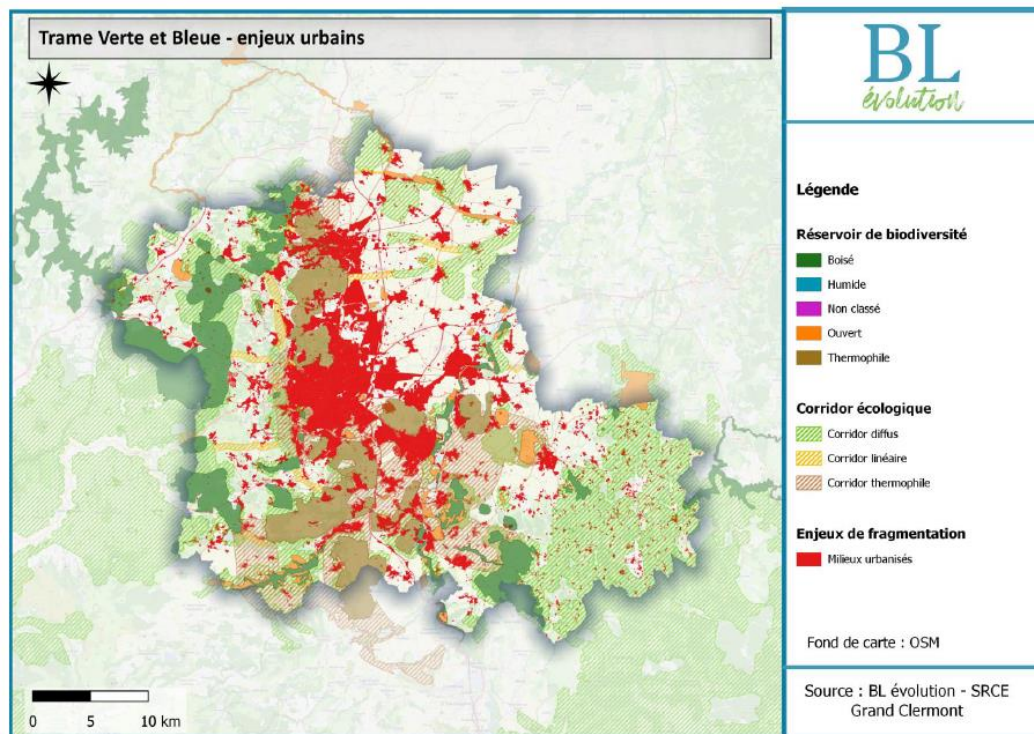 Trame Verte et Bleue - enjeux urbains
BL
évolution
Légende
Réservoir de biodiversité
Boisé
Humide
Non classé
Ouvert
Thermophile
Corridor écologique
Corridor diffus
Corridor linéaire
Corridor thermophile
Enjeux de fragmentation
Milieux urbanisés
Fond de carte : OSM
0 5 10 km
Source : BL évolution - SRCE
Grand Clermont